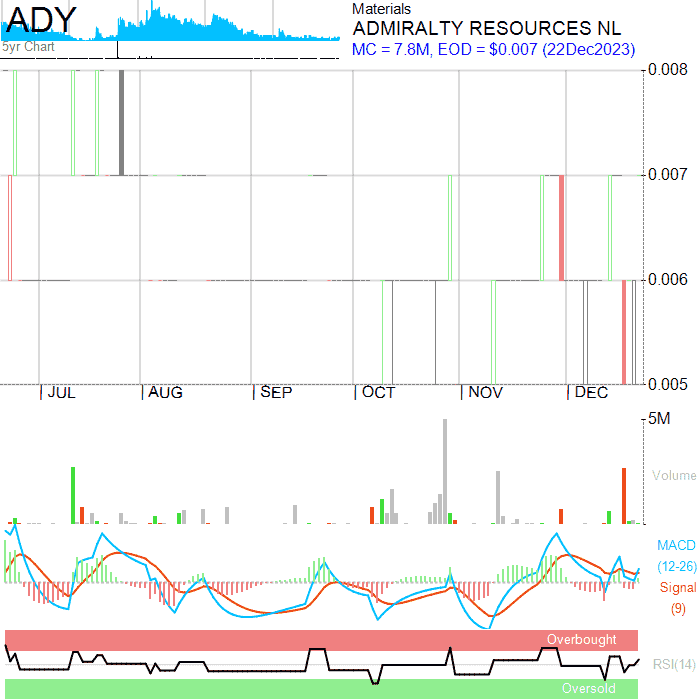 ADY
5yr Chart
Materials
ADMIRALTY RESOURCES NL
MC = 7.8M, EOD = $0.007 (22Dec2023)
0.008
0.007
0.006
0.005
JUL
AUG
SEP
OCT
NOV
DEC
5M
Volume
MACD
(12-26)
Signal
(9)
Overbought
RSI(14)
Oversold